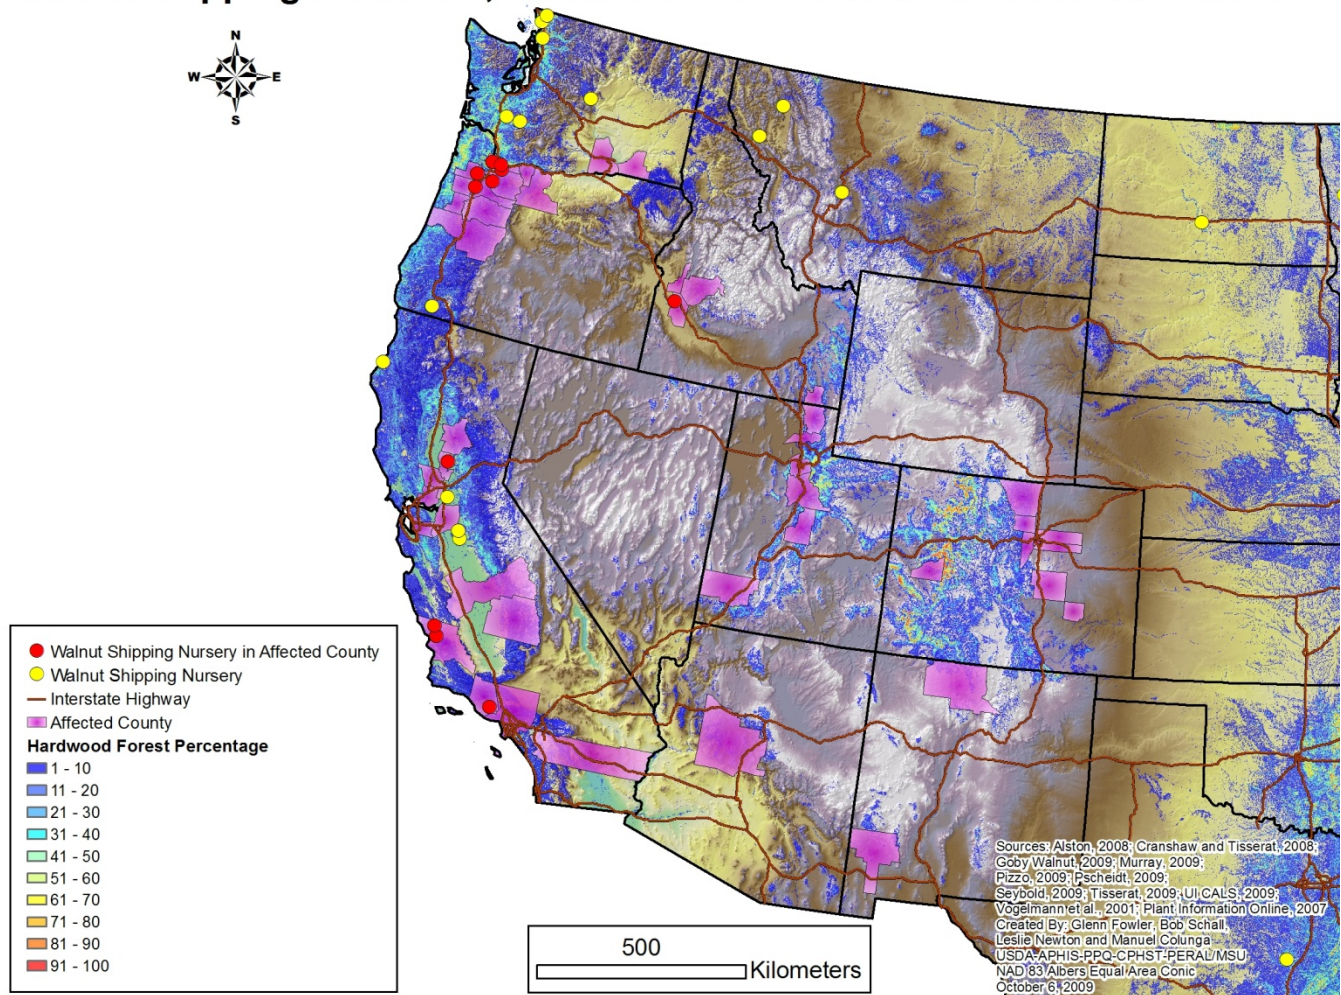 pping
N
W
E
S
Walnut Shipping Nursery in Affected County
Walnut Shipping Nursery
Interstate Highway
Affected County
Hardwood Forest Percentage
1 - 10
11 - 20
21 - 30
31 - 40
41 - 50
51 - 60
61 - 70
71 - 80
81 - 90
91 - 100
500
Kilometers
Sources: Alston, 2008; Cranshaw and Tisserat, 2008;
Goby Walnut, 2009; Murray, 2009;
Pizzo, 2009; Pscheidt, 2009;
Seybold, 2009; Tisserat, 2009; UI CALS, 2009;
Vogelmann et al., 2001; Plant Information Online, 2007
Created By: Glenn Fowler, Bob Schall,
Leslie Newton and Manuel Colunga
USDA-APHIS-PPQ-CPHST-PERAL/MSU
NAD 83 Albers Equal Area Conic
October 6, 2009